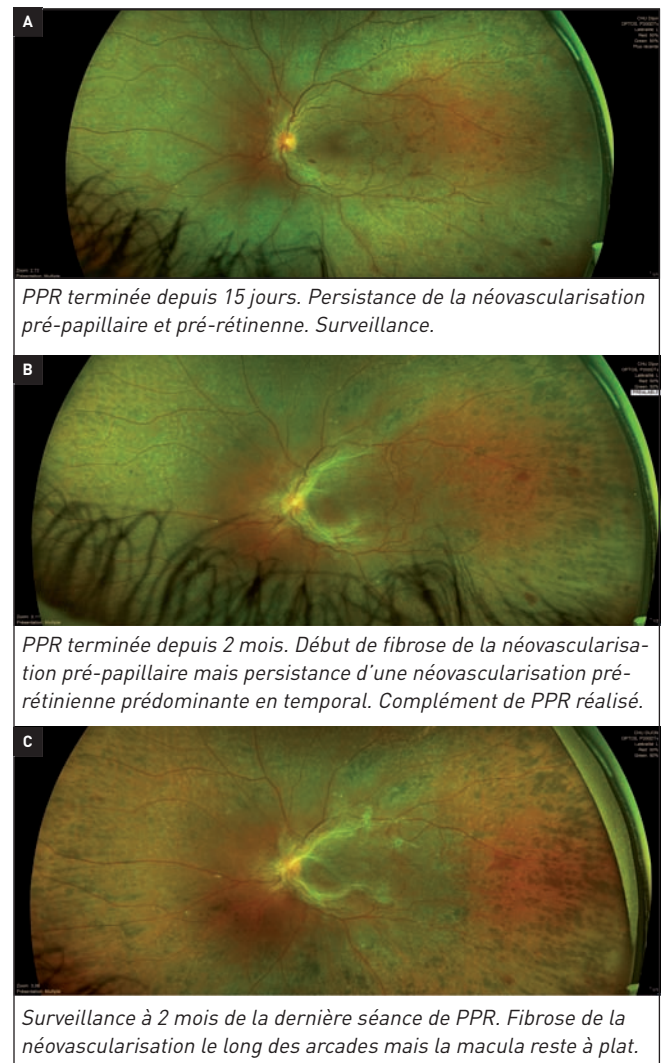 A
PPR terminée depuis 15 jours. Persistance de la néovascularisation
pré-papillaire et pré-rétinenne. Surveillance.
B
PPR terminée depuis 2 mois. Début de fibrose de la néovascularisa-
tion pré-papillaire mais persistance d’une néovascularisation pré-
rétinienne prédominante en temporal. Complément de PPR réalisé.
C
Surveillance à 2 mois de la dernière séance de PPR. Fibrose de la
néovascularisation le long des arcades mais la macula reste à plat.